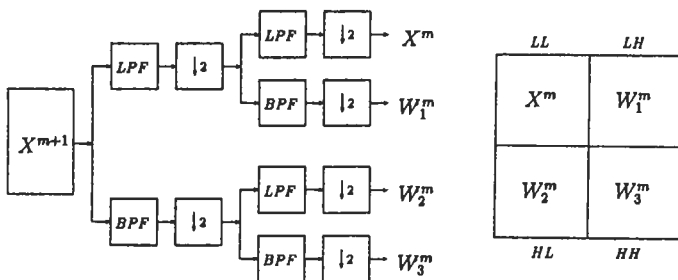 LPF ↓2 X^m
LPF ↓2
BPF ↓2 W_1^m
X^{m+1}
LPF ↓2 W_2^m
BPF ↓2
BPF ↓2 W_3^m
LL LH
X^m W_1^m
W_2^m W_3^m
HL HH